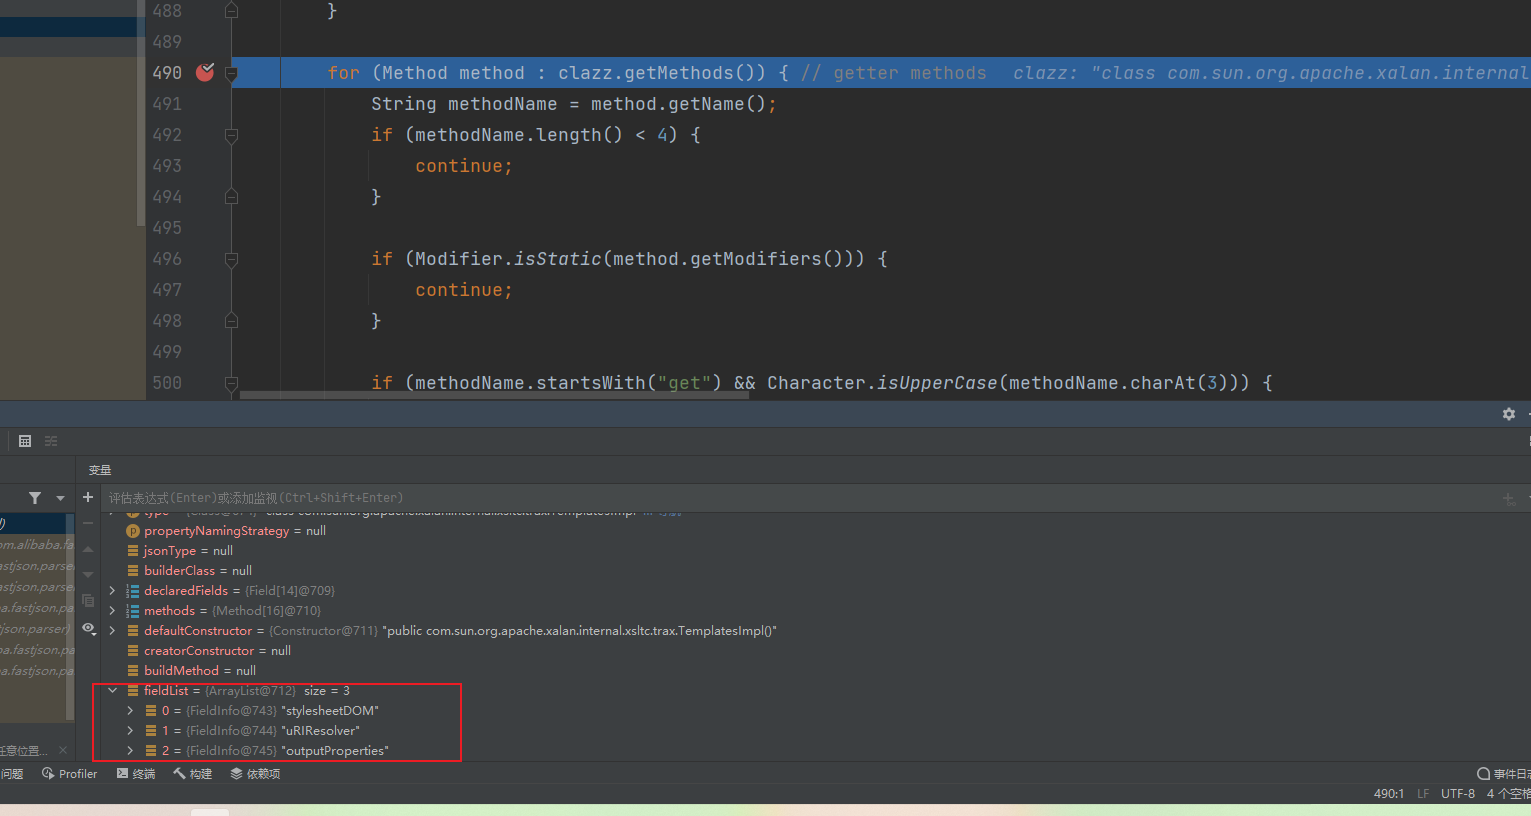 488 }
489
490 for (Method method : clazz.getMethods()) { // getter methods clazz: "class com.sun.org.apache.xalan.internal
491 String methodName = method.getName();
492 if (methodName.length() < 4) {
493 continue;
494 }
495
496 if (Modifier.isStatic(method.getModifiers())) {
497 continue;
498 }
499
500 if (methodName.startsWith("get") && Character.isUpperCase(methodName.charAt(3))) {
变量
评估表达式(Enter)或添加监视(Ctrl+Shift+Enter)
propertyNamingStrategy = null
om.alibaba.fa
jsonType = null
astjson.parse
builderClass = null
astjson.parse
declaredFields = {Field[14]@709}
a.fastjson.pa
methods = {Method[16]@710}
tjson.parser)
defaultConstructor = {Constructor@711} "public com.sun.org.apache.xalan.internal.xsltc.trax.TemplatesImpl()"
ba.fastjson.pa
creatorConstructor = null
ba.fastjson.pa
buildMethod = null
fieldList = {ArrayList@712} size = 3
0 = {FieldInfo@743} "stylesheetDOM"
1 = {FieldInfo@744} "uRIResolver"
任意位置...
2 = {FieldInfo@745} "outputProperties"
问题 Profiler 终端 构建 依赖项 事件日
490:1 LF UTF-8 4 个空格